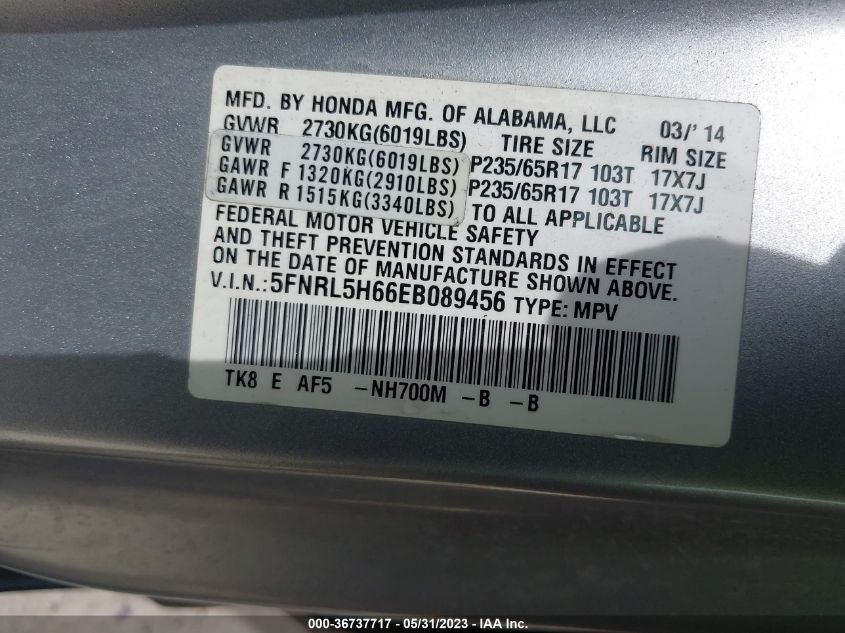 MFD. BY HONDA MFG. OF ALABAMA, LLC 03/' 14
GVWR 2730KG(6019LBS) TIRE SIZE RIM SIZE
GVWR 2730KG(6019LBS)
GAWR F 1320KG(2910LBS) P235/65R17 103T 17X7J
GAWR R 1515KG(3340LBS) P235/65R17 103T 17X7J
TO ALL APPLICABLE
FEDERAL MOTOR VEHICLE SAFETY
AND THEFT PREVENTION STANDARDS IN EFFECT
ON THE DATE OF MANUFACTURE SHOWN ABOVE.
V.I.N.:5FNRL5H66EB089456 TYPE: MPV
TK8 E AF5 -NH700M -B -B
000-36737717 - 05/31/2023 - IAA Inc.